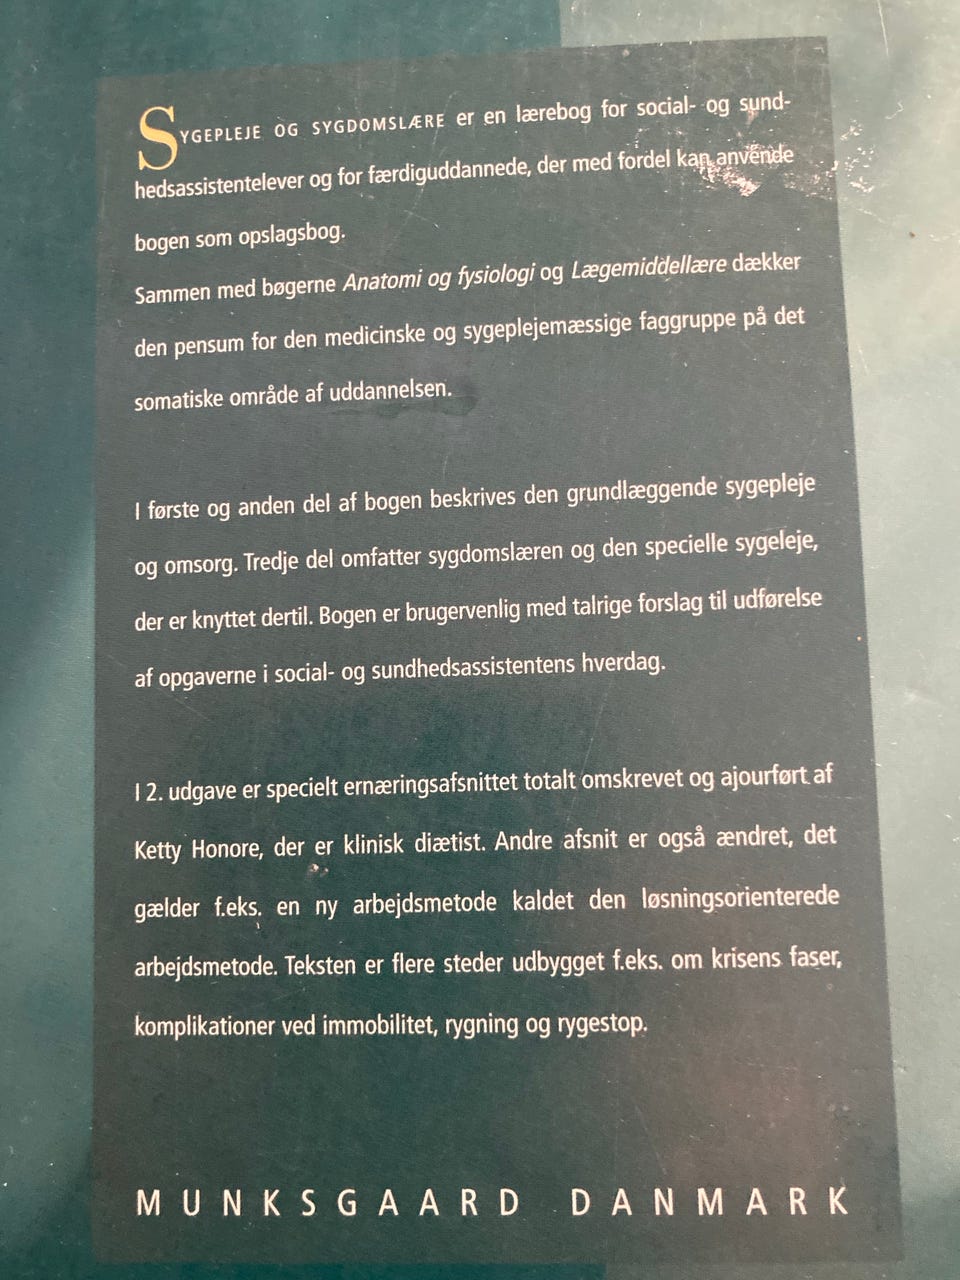 SYGEPLEJE OG SYGDOMSLÆRE er en lærebog for social- og sund-
hedsassistentelever og for færdiguddannede, der med fordel kan anvende
bogen som opslagsbog.
Sammen med bøgerne Anatomi og fysiologi og Lægemiddellære dækker
den pensum for den medicinske og sygeplejemæssige faggruppe på det
somatiske område af uddannelsen.
I første og anden del af bogen beskrives den grundlæggende sygepleje
og omsorg. Tredje del omfatter sygdomslæren og den specielle sygeleje,
der er knyttet dertil. Bogen er brugervenlig med talrige forslag til udførelse
af opgaverne i social- og sundhedsassistentens hverdag.
I 2. udgave er specielt ernæringsafsnittet totalt omskrevet og ajourført af
Ketty Honore, der er klinisk diætist. Andre afsnit er også ændret, det
gælder f.eks. en ny arbejdsmetode kaldet den løsningsorienterede
arbejdsmetode. Teksten er flere steder udbygget f.eks. om krisens faser,
komplikationer ved immobilitet, rygning og rygestop.
MUNKSGAARD DANMARK